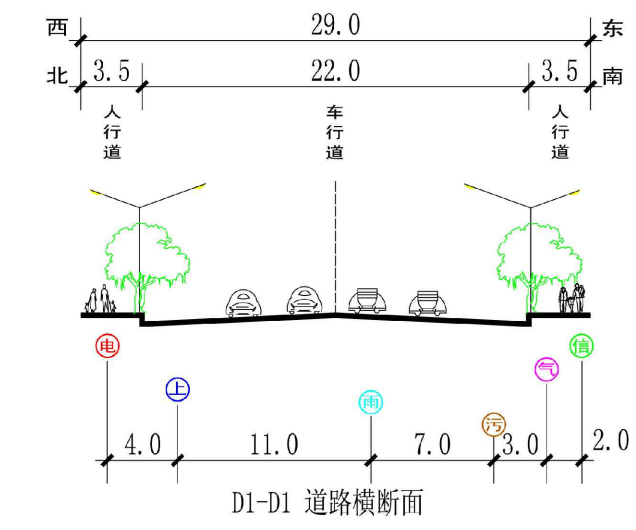 西 29.0 东
北 3.5 22.0 3.5 南
人行道 车行道 人行道
电 信
气
上
雨
污
4.0 11.0 7.0 3.0 2.0
D1-D1 道路横断面